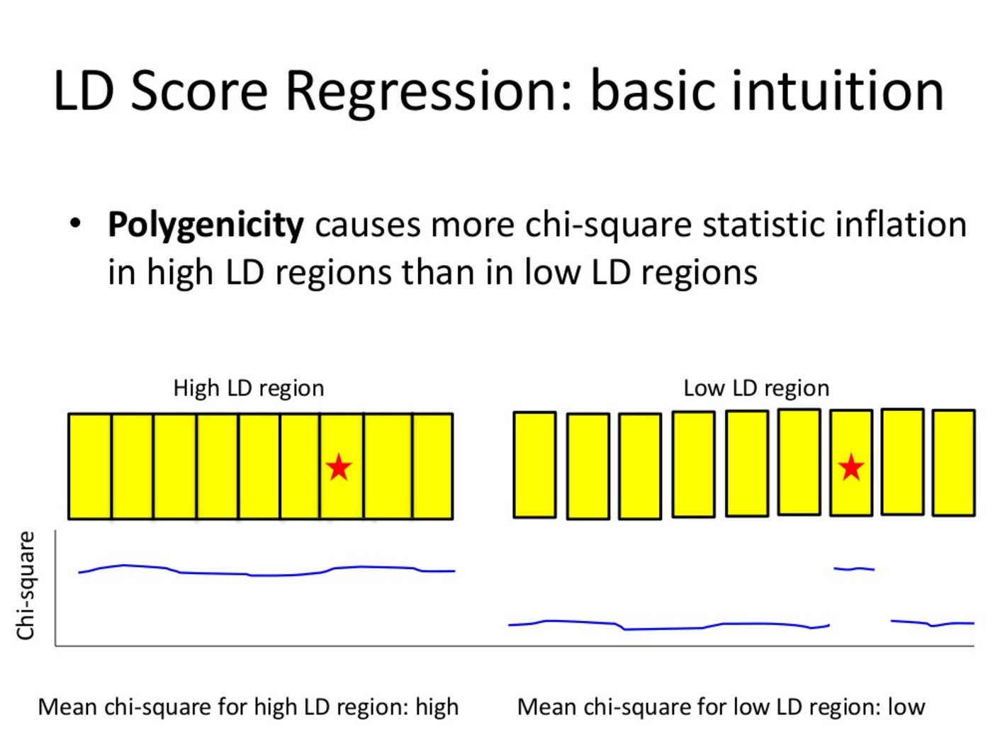 LD Score Regression: basic intuition
• Polygenicity causes more chi-square statistic inflation
in high LD regions than in low LD regions
High LD region
Low LD region
Chi-square
Mean chi-square for high LD region: high
Mean chi-square for low LD region: low